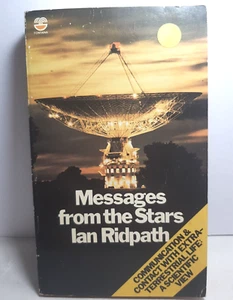 Messages
from the Stars
Ian Ridpath
COMMUNICATION &
CONTACT WITH EXTRA-
TERRESTRIAL LIFE:
A SCIENTIFIC
VIEW